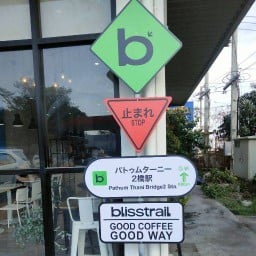 b
止まれ
STOP
パトゥムターニー
2橋駅
b
Pathum Thani Bridge2 Stn.
blisstrail
GOOD COFFEE
GOOD WAY